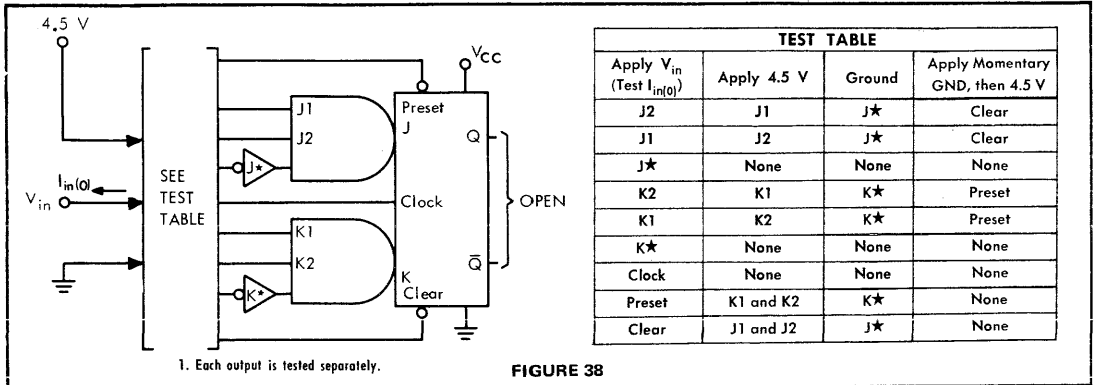 4.5 V
Iin(0)
Vin
SEE
TEST
TABLE
J1
J2
J★
K1
K2
K★
Preset
J
Clock
K
Clear
VCC
Q
Q̅
OPEN
1. Each output is tested separately.
TEST TABLE
Apply Vin (Test Iin(0)) Apply 4.5 V Ground Apply Momentary GND, then 4.5 V
J2 J1 J★ Clear
J1 J2 J★ Clear
J★ None None None
K2 K1 K★ Preset
K1 K2 K★ Preset
K★ None None None
Clock None None None
Preset K1 and K2 K★ None
Clear J1 and J2 J★ None
FIGURE 38